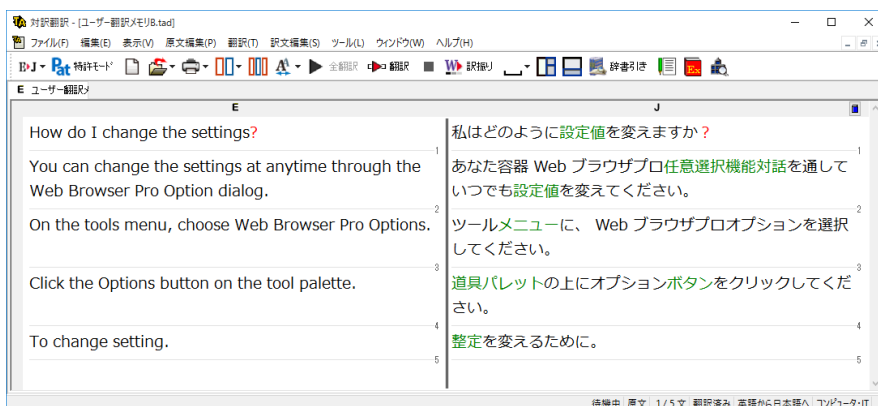 対訳翻訳 - [ユーザー翻訳メモリB.tad]
ファイル(F) 編集(E) 表示(V) 原文編集(P) 翻訳(T) 訳文編集(S) ツール(L) ウィンドウ(W) ヘルプ(H)
E▸J Pat 特許モード 全翻訳 翻訳 訳振り 辞書引き Ex
E ユーザー翻訳メ
E J
How do I change the settings? 私はどのように設定値を変えますか？
1 1
You can change the settings at anytime through the あなた容器 Web ブラウザプロ任意選択機能対話を通して
Web Browser Pro Option dialog. いつでも設定値を変えてください。
2 2
On the tools menu, choose Web Browser Pro Options. ツールメニューに、 Web ブラウザプロオプションを選択
してください。
3 3
Click the Options button on the tool palette. 道具パレットの上にオプションボタンをクリックしてくだ
さい。
4 4
To change setting. 整定を変えるために。
5 5
待機中 原文 1 / 5 文 翻訳済み 英語から日本語へ コンピュータ・IT